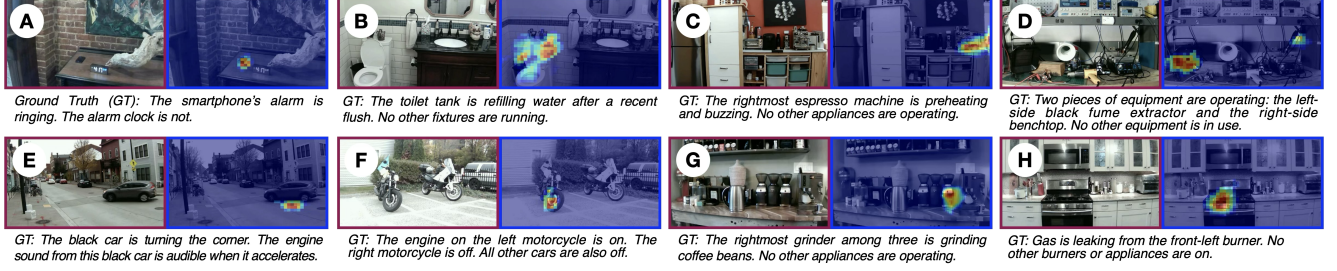 A
B
C
D
Ground Truth (GT): The smartphone's alarm is
ringing. The alarm clock is not.
GT: The toilet tank is refilling water after a recent
flush. No other fixtures are running.
GT: The rightmost espresso machine is preheating
and buzzing. No other appliances are operating.
GT: Two pieces of equipment are operating: the left-
side black fume extractor and the right-side
benchtop. No other equipment is in use.
E
F
G
H
GT: The black car is turning the corner. The engine
sound from this black car is audible when it accelerates.
GT: The engine on the left motorcycle is on. The
right motorcycle is off. All other cars are also off.
GT: The rightmost grinder among three is grinding
coffee beans. No other appliances are operating.
GT: Gas is leaking from the front-left burner. No
other burners or appliances are on.